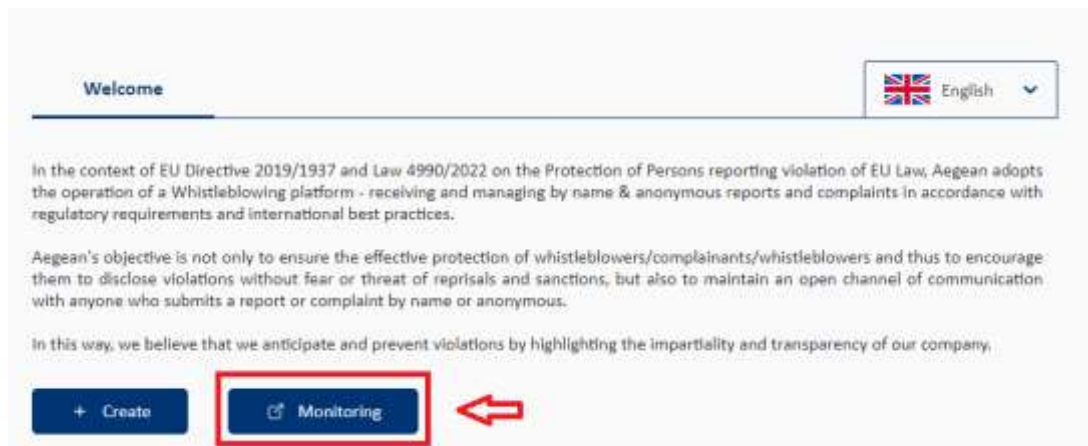 Welcome
English
In the context of EU Directive 2019/1937 and Law 4990/2022 on the Protection of Persons reporting violation of EU Law, Aegean adopts
the operation of a Whistleblowing platform - receiving and managing by name & anonymous reports and complaints in accordance with
regulatory requirements and international best practices.
Aegean's objective is not only to ensure the effective protection of whistleblowers/complainants/whistleblowers and thus to encourage
them to disclose violations without fear or threat of reprisals and sanctions, but also to maintain an open channel of communication
with anyone who submits a report or complaint by name or anonymous.
In this way, we believe that we anticipate and prevent violations by highlighting the impartiality and transparency of our company.
+ Create
Monitoring